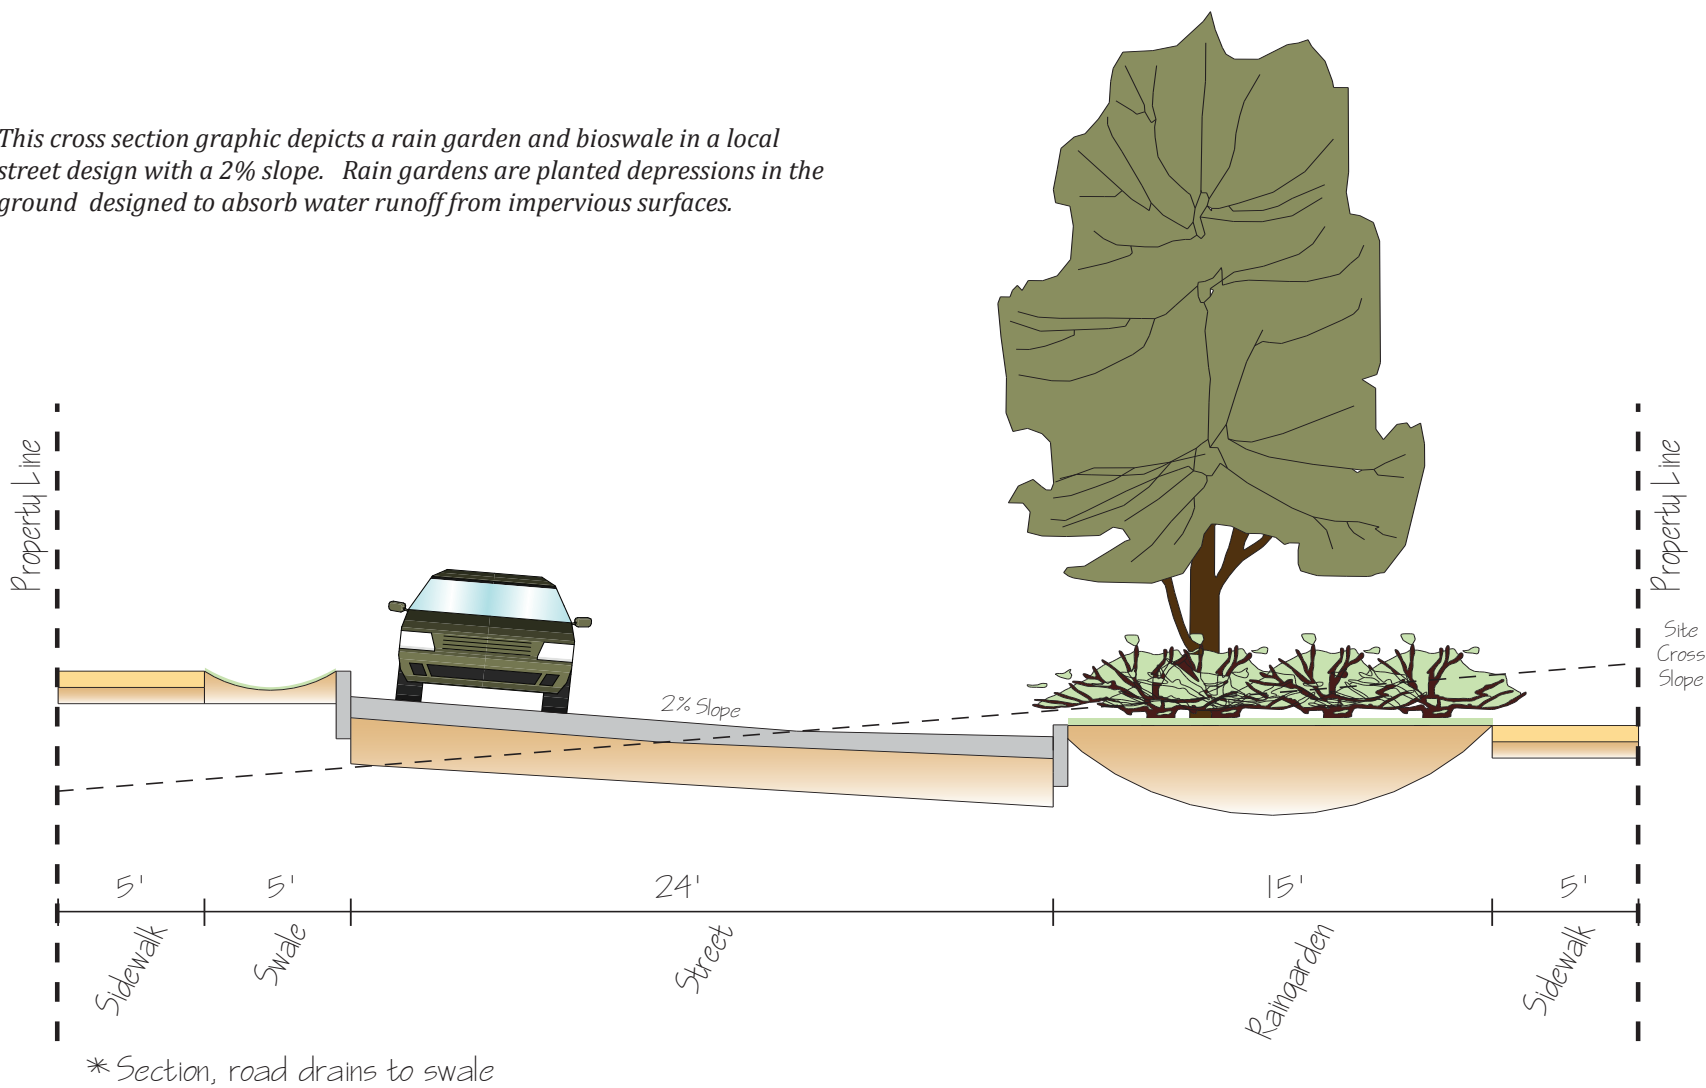 This cross section graphic depicts a rain garden and bioswale in a local
street design with a 2% slope.   Rain gardens are planted depressions in the
ground  designed to absorb water runoff from impervious surfaces.
Property Line
Property Line
Site
Cross
Slope
2% Slope
5'
5'
24'
15'
5'
Sidewalk
Swale
Street
Raingarden
Sidewalk
* Section, road drains to swale